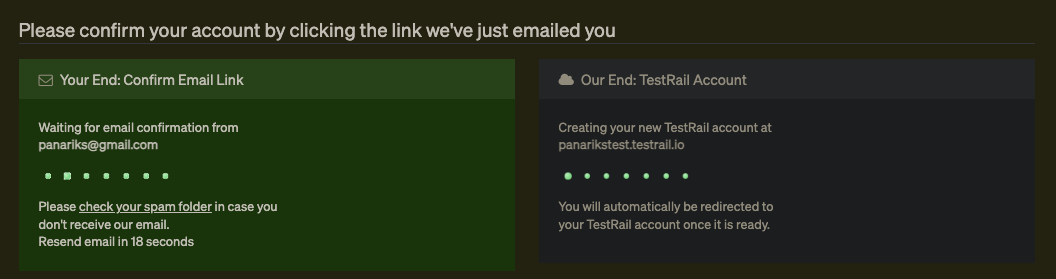 Please confirm your account by clicking the link we've just emailed you
Your End: Confirm Email Link
Waiting for email confirmation from
panariks@gmail.com
Please check your spam folder in case you
don't receive our email.
Resend email in 18 seconds
Our End: TestRail Account
Creating your new TestRail account at
panarikstest.testrail.io
You will automatically be redirected to
your TestRail account once it is ready.